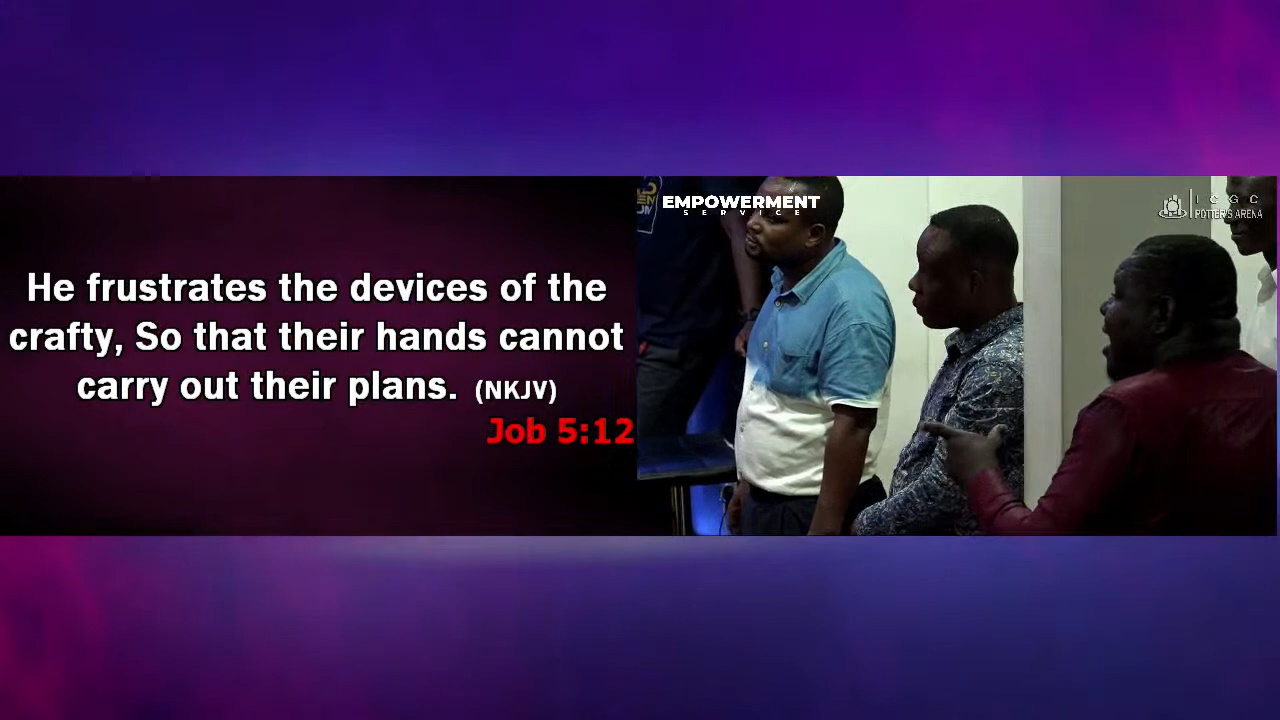 He frustrates the devices of the
crafty, So that their hands cannot
carry out their plans. (NKJV)
Job 5:12
EMPOWERMENT
SERVICE
ICGC
POTTER'S ARENA